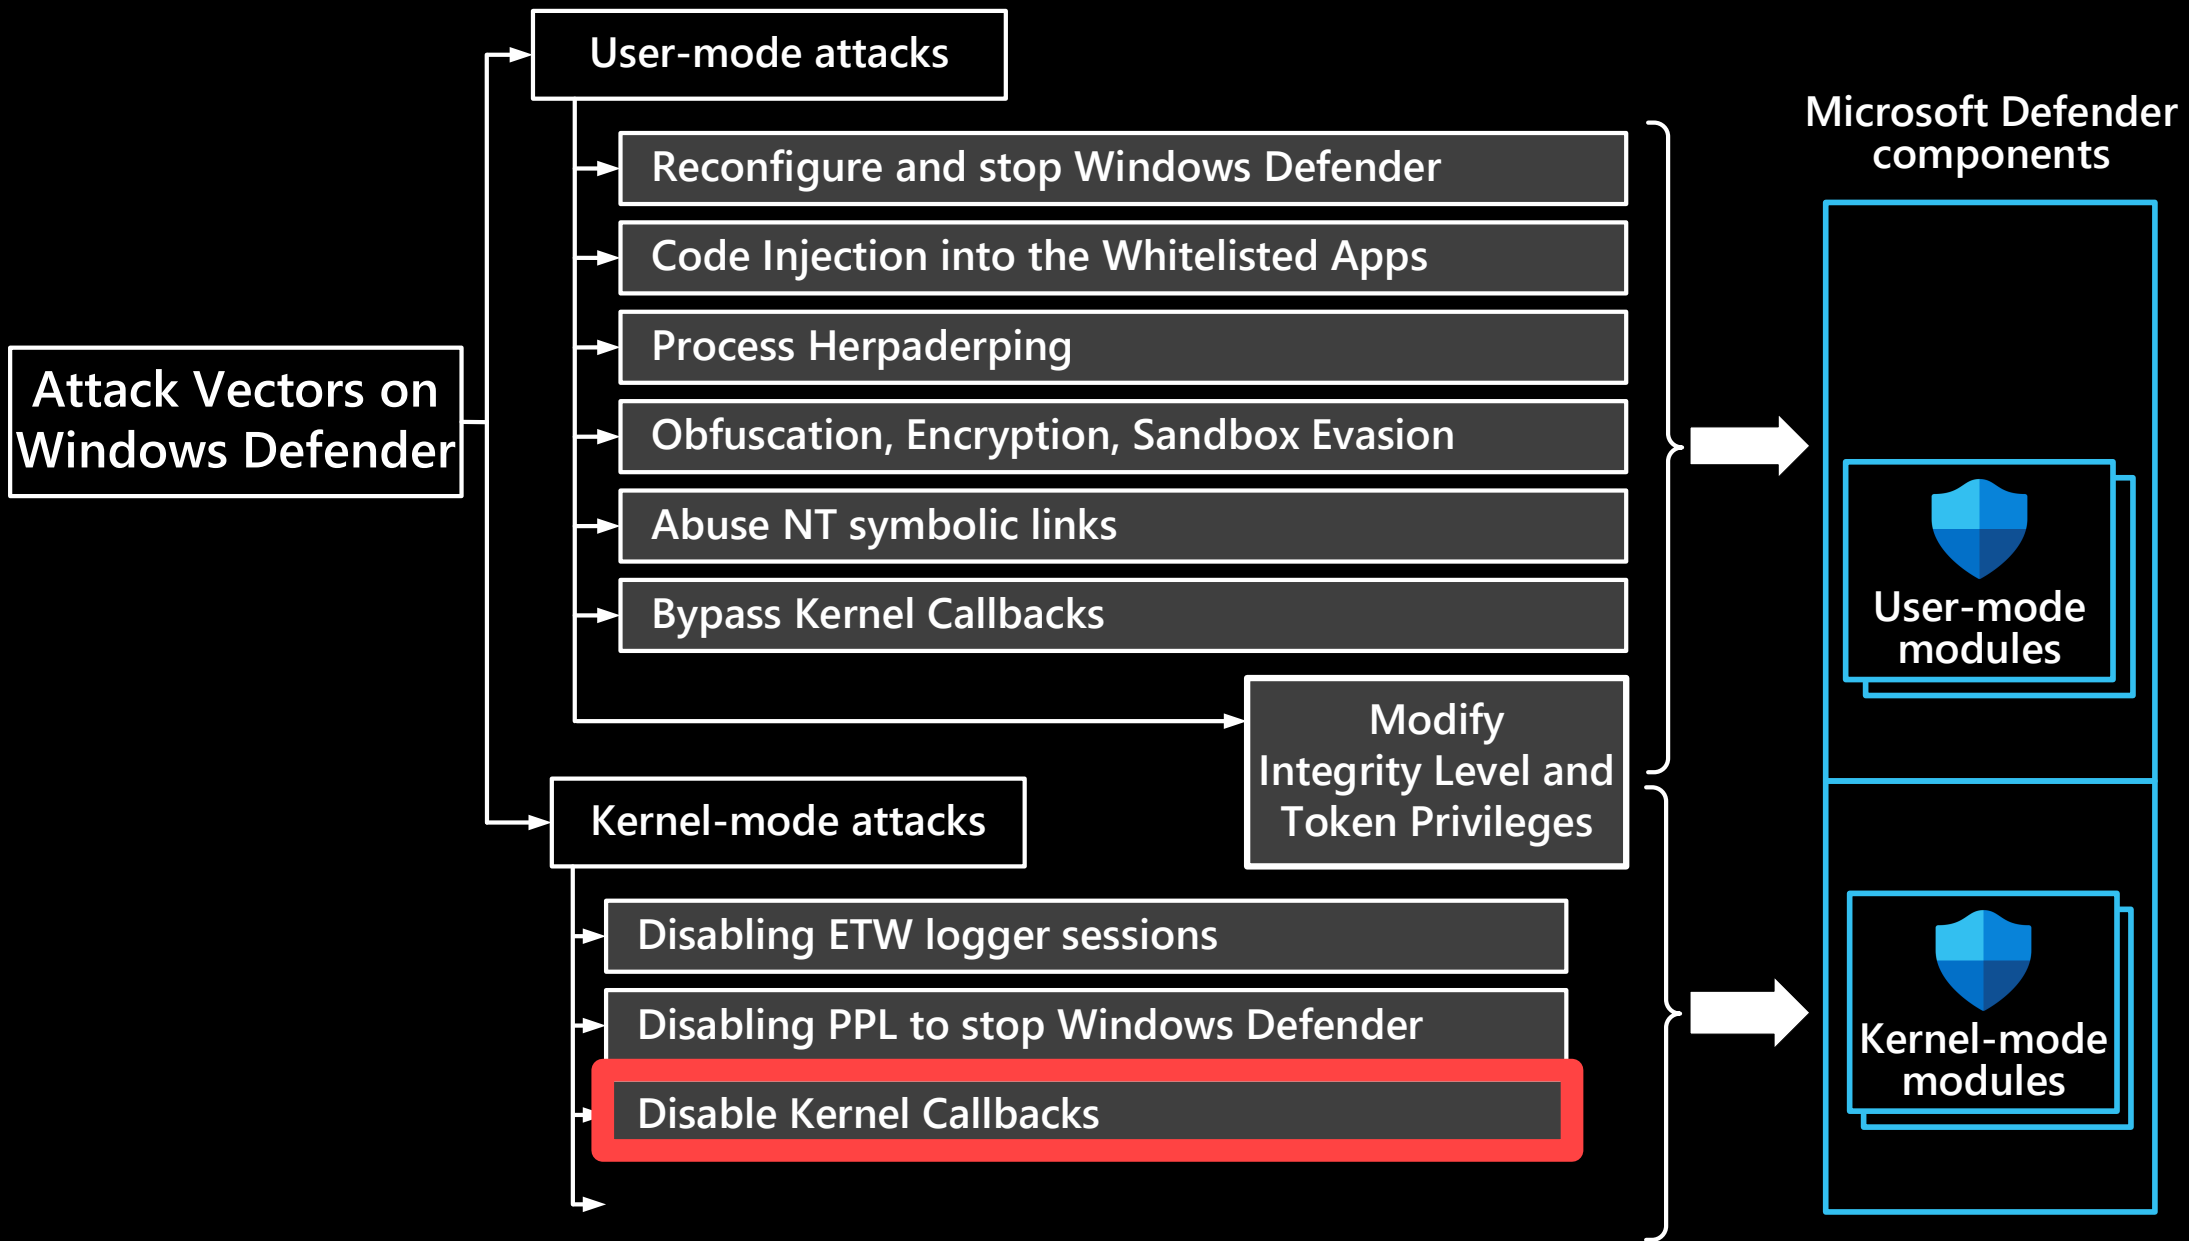 User-mode attacks
Reconfigure and stop Windows Defender
Code Injection into the Whitelisted Apps
Process Herpaderping
Obfuscation, Encryption, Sandbox Evasion
Abuse NT symbolic links
Bypass Kernel Callbacks
Modify
Integrity Level and
Token Privileges
Attack Vectors on
Windows Defender
Kernel-mode attacks
Disabling ETW logger sessions
Disabling PPL to stop Windows Defender
Disable Kernel Callbacks
Microsoft Defender
components
User-mode
modules
Kernel-mode
modules